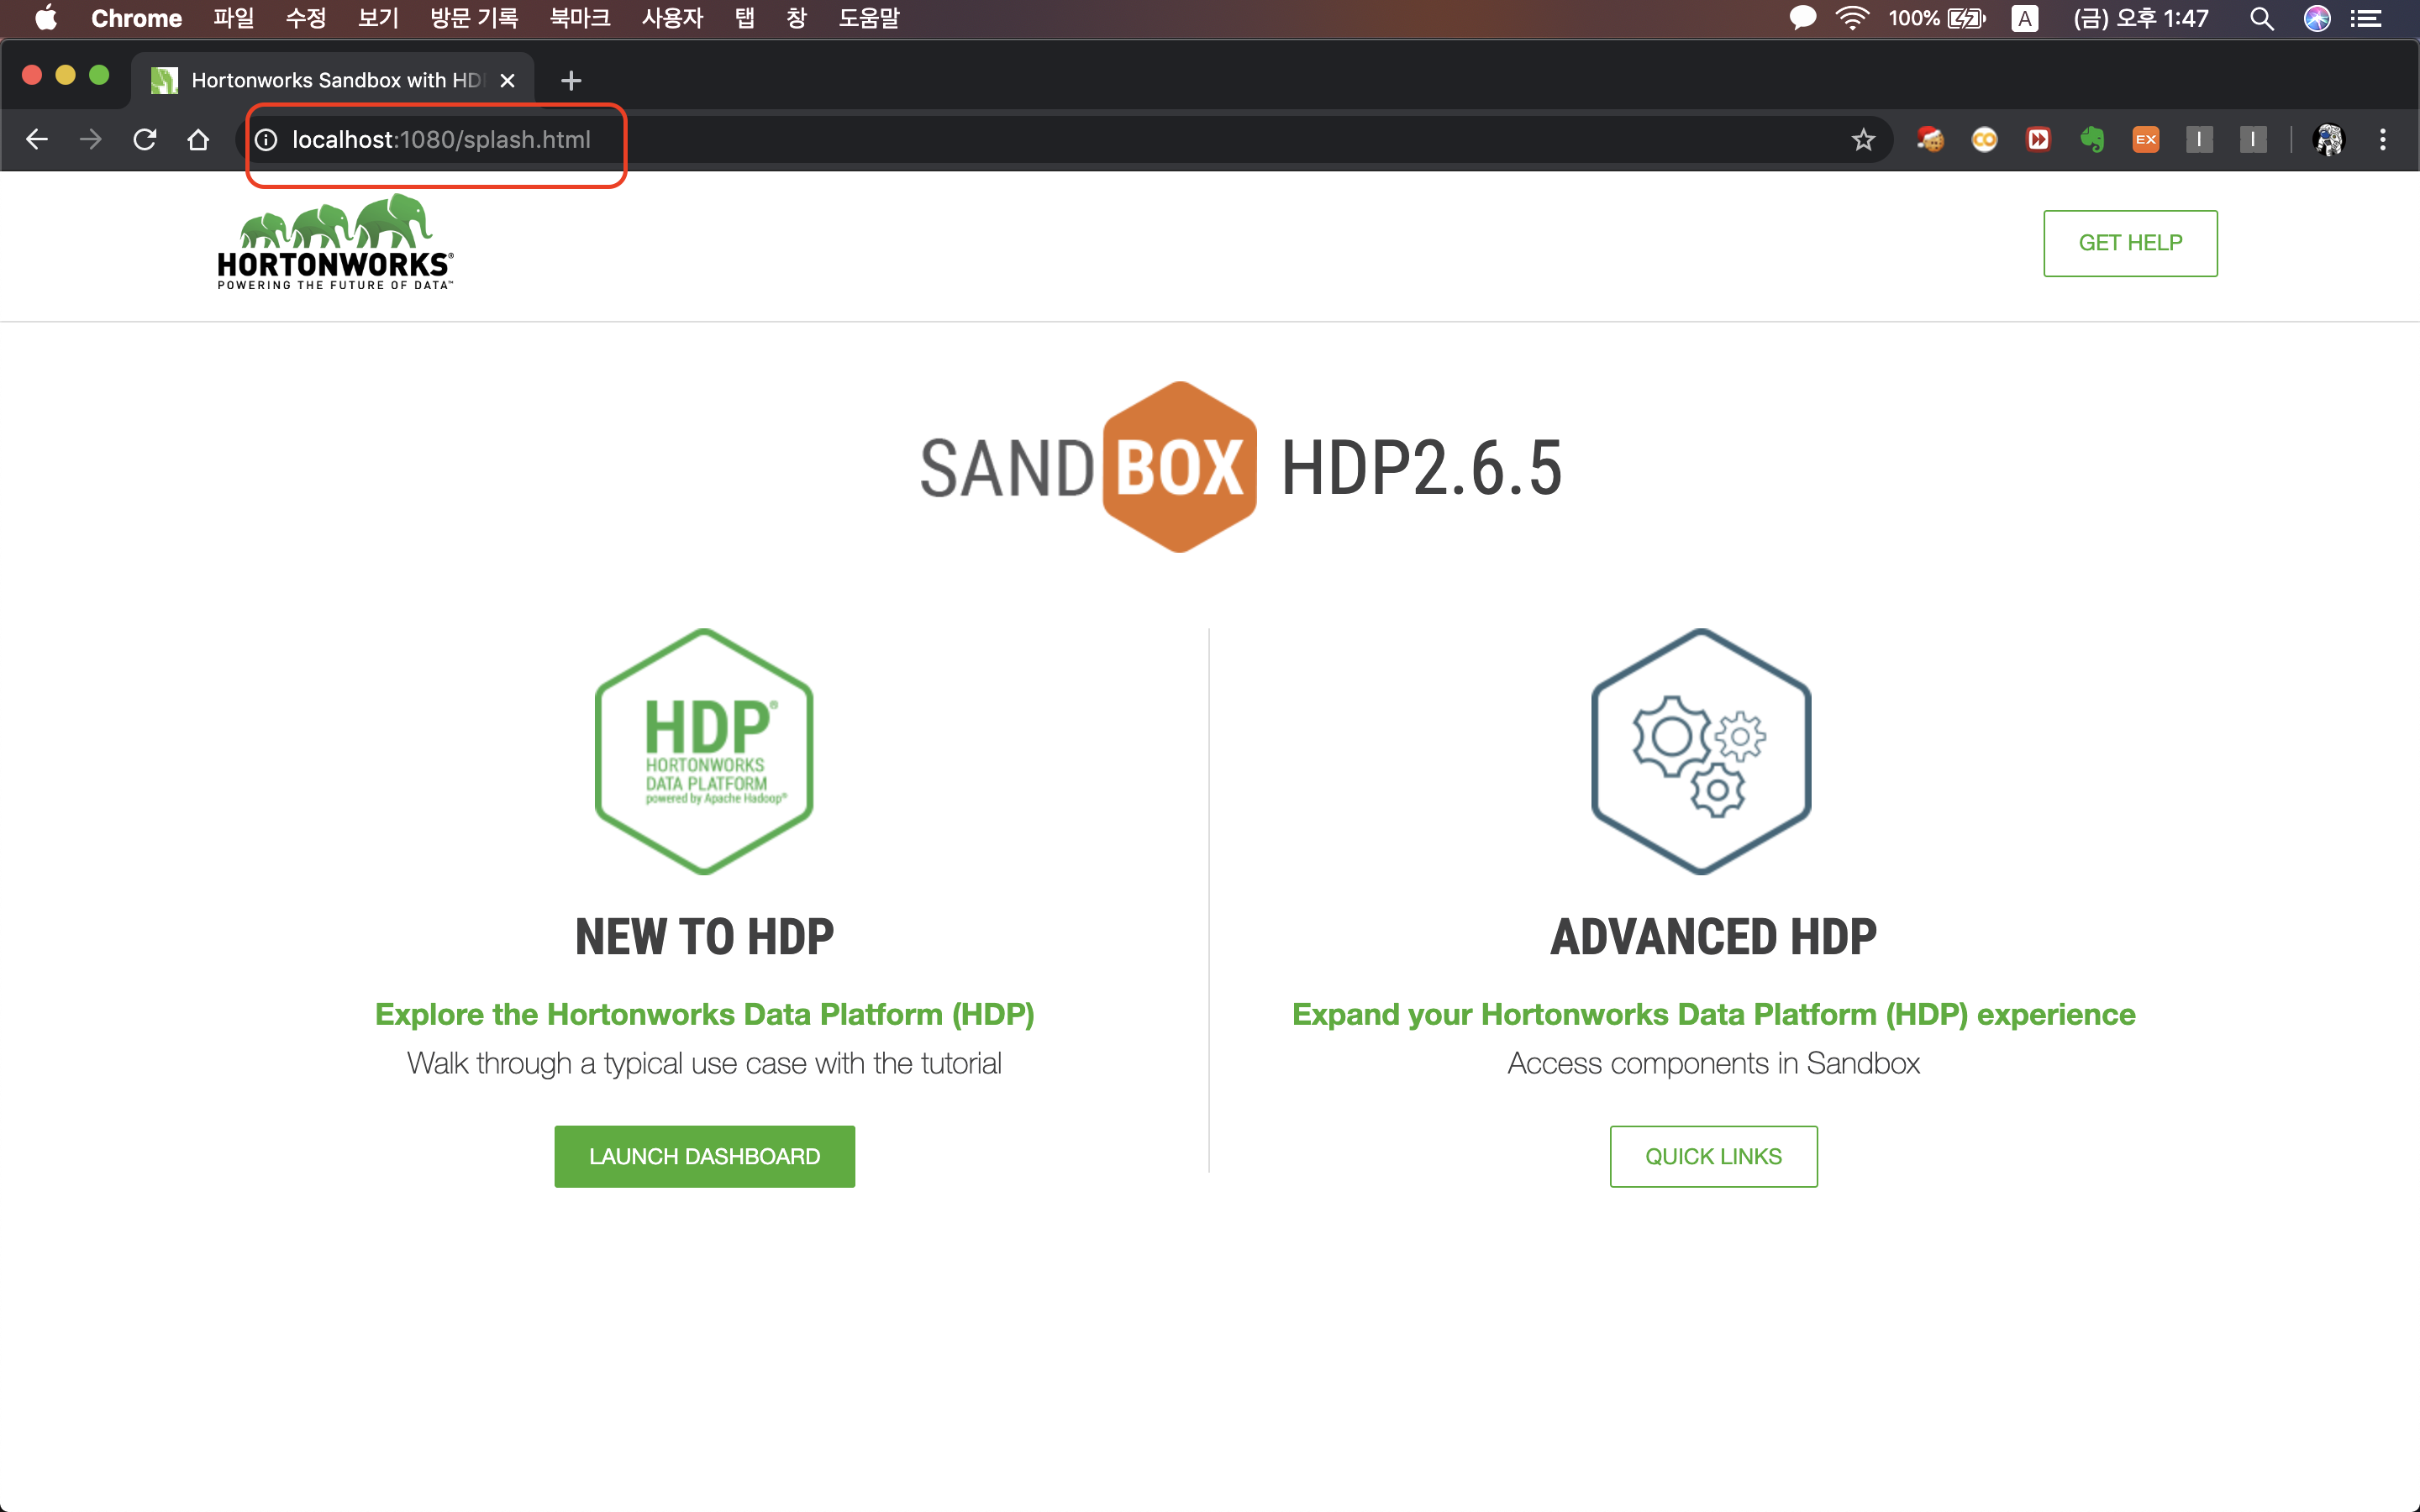 Chrome 파일 수정 보기 방문 기록 북마크 사용자 탭 창 도움말 100% A (금) 오후 1:47
Hortonworks Sandbox with HD
localhost:1080/splash.html
EX
HORTONWORKS®
POWERING THE FUTURE OF DATA™
GET HELP
SANDBOX HDP2.6.5
HDP®
HORTONWORKS
DATA PLATFORM
powered by Apache Hadoop®
NEW TO HDP
Explore the Hortonworks Data Platform (HDP)
Walk through a typical use case with the tutorial
LAUNCH DASHBOARD
ADVANCED HDP
Expand your Hortonworks Data Platform (HDP) experience
Access components in Sandbox
QUICK LINKS